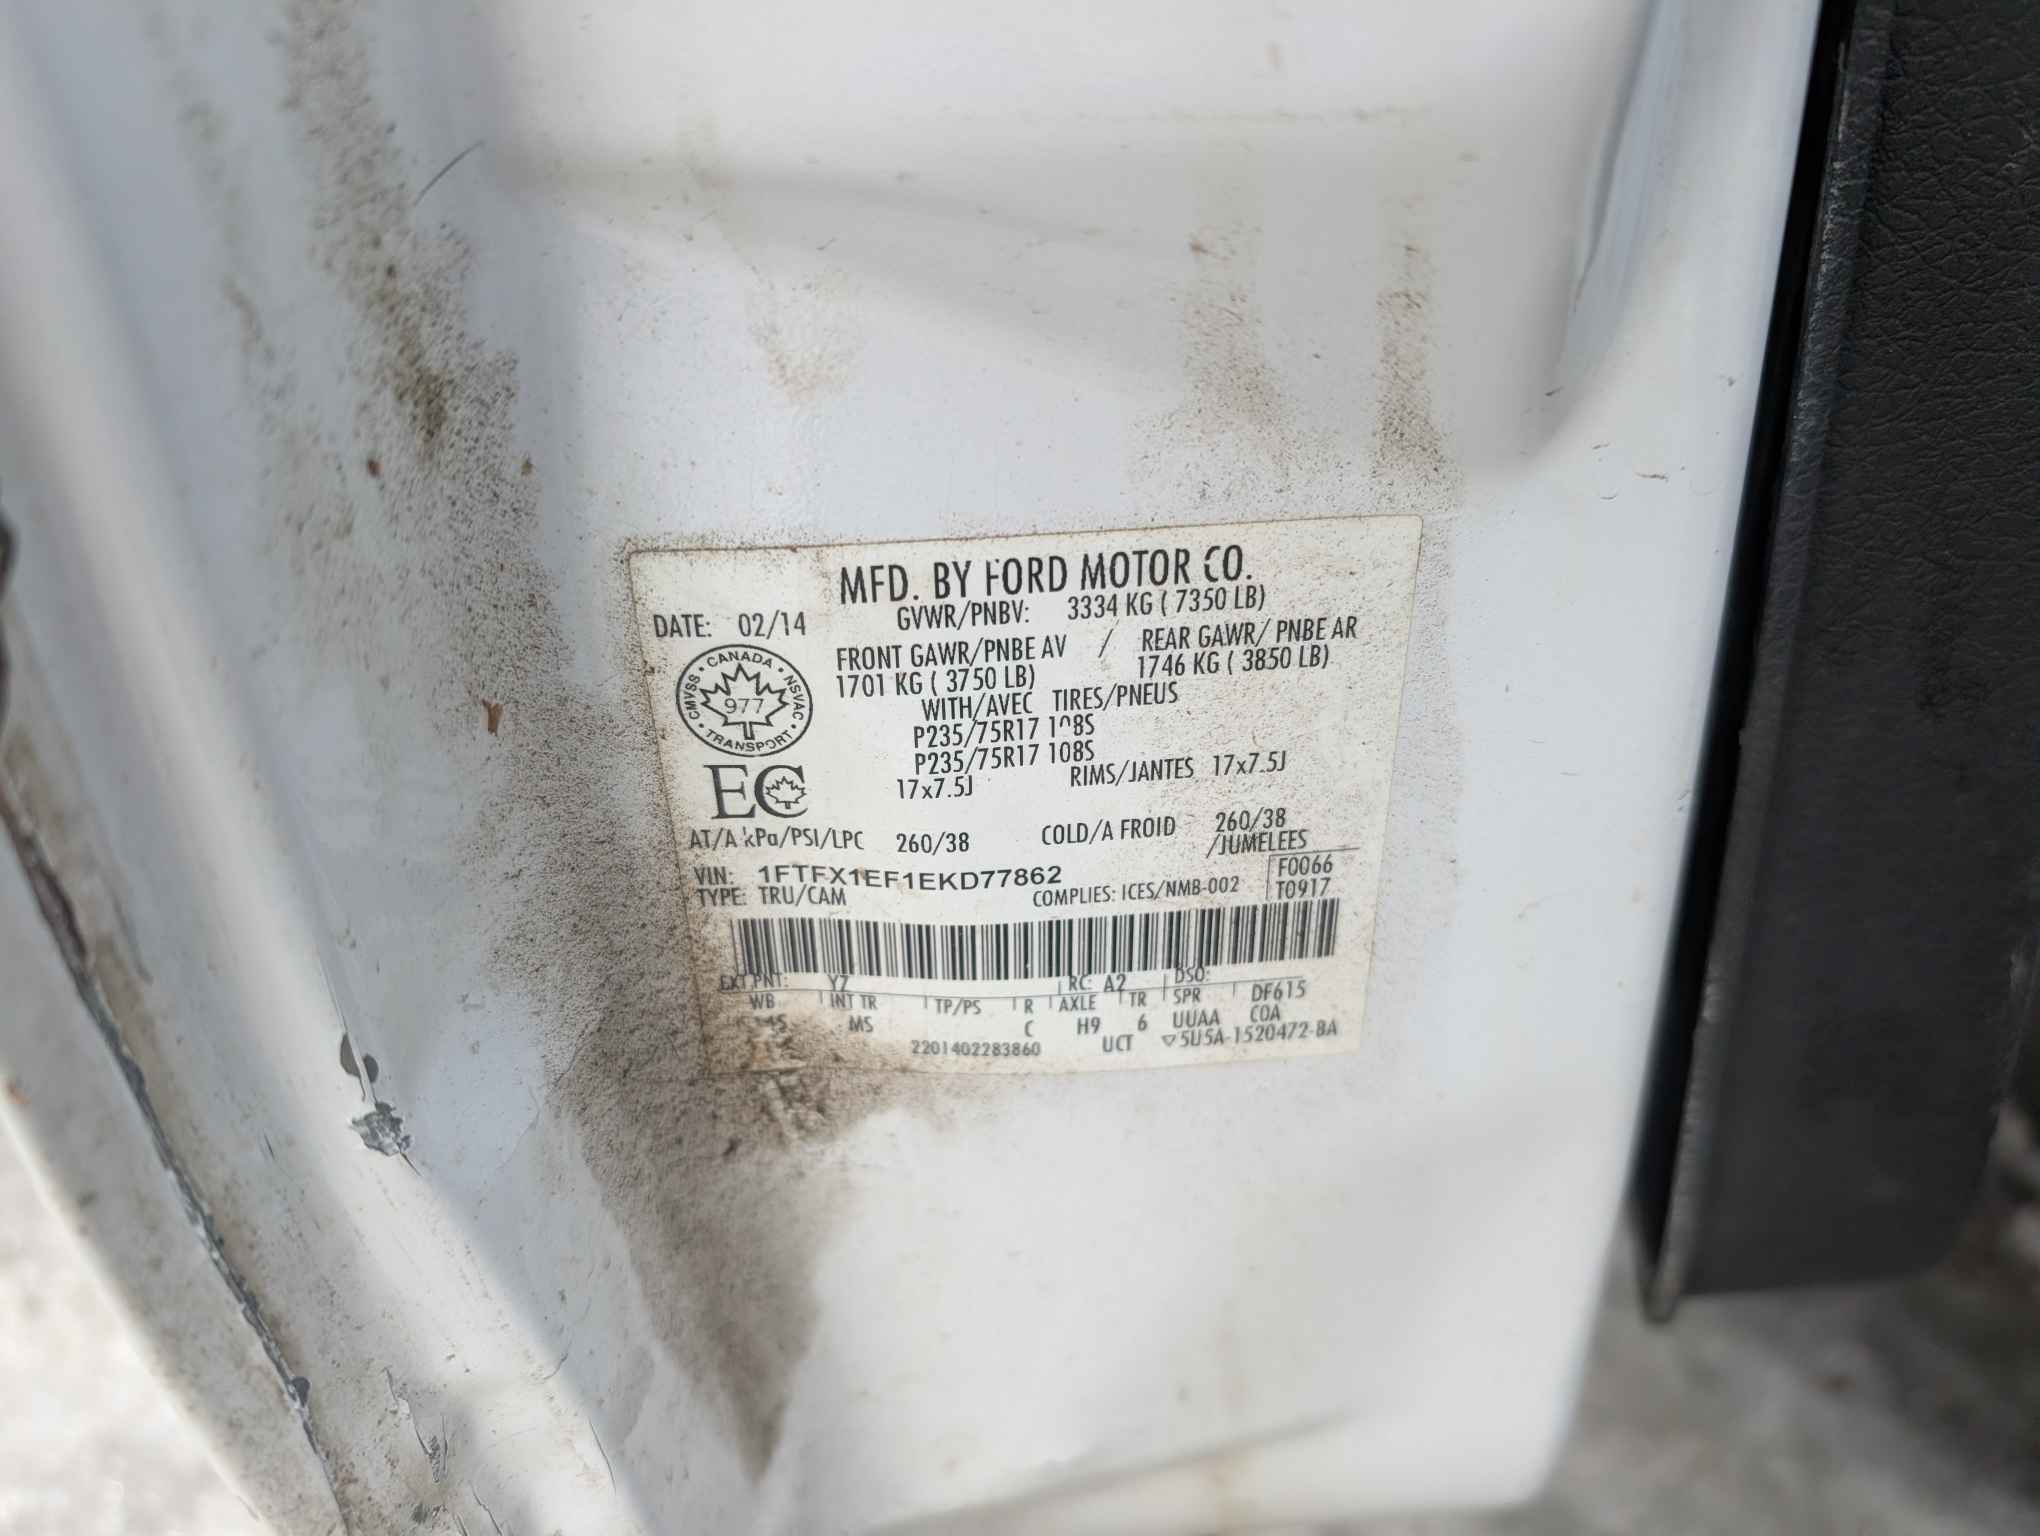 MFD. BY FORD MOTOR CO.
DATE: 02/14
GVWR/PNBV: 3334 KG ( 7350 LB)
FRONT GAWR/PNBE AV / REAR GAWR/ PNBE AR
1701 KG ( 3750 LB) 1746 KG ( 3850 LB)
WITH/AVEC TIRES/PNEUS
P235/75R17 108S
P235/75R17 108S
17x7.5J RIMS/JANTES 17x7.5J
CANADA
CMVSS 977 NSVAC
TRANSPORT
EC
AT/A kPa/PSI/LPC 260/38 COLD/A FROID 260/38
/JUMELEES
VIN: 1FTFX1EF1EKD77862 F0066
TYPE: TRU/CAM COMPLIES: ICES/NMB-002 T0917
EXT PNT: YZ RC: A2 DSO:
WB INT TR TP/PS R AXLE TR SPR DF615
MS C H9 6 UUAA COA
2201402283860 UCT ▽5U5A-1520472-BA